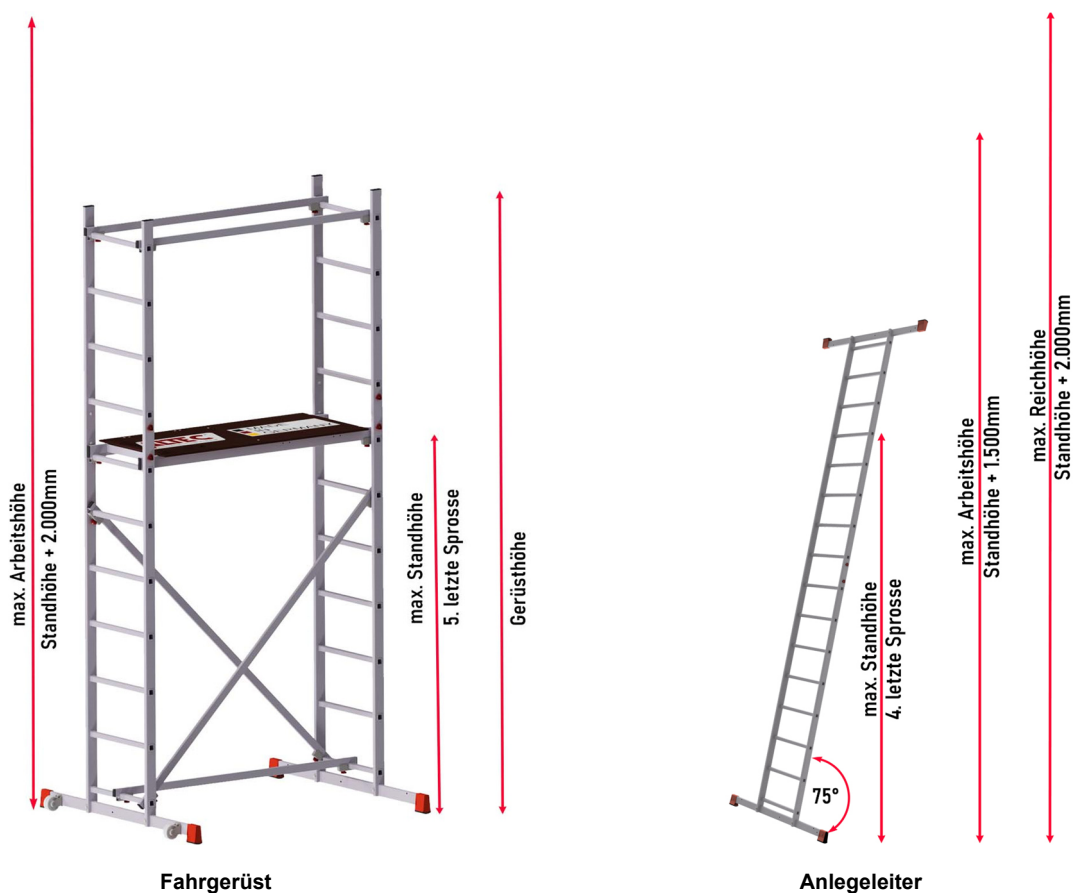 max. Arbeitshöhe
Standhöhe + 2.000mm
max. Standhöhe
5. letzte Sprosse
Gerüsthöhe
max. Standhöhe
4. letzte Sprosse
75°
max. Arbeitshöhe
Standhöhe + 1.500mm
max. Reichhöhe
Standhöhe + 2.000mm
Fahrgerüst
Anlegeleiter